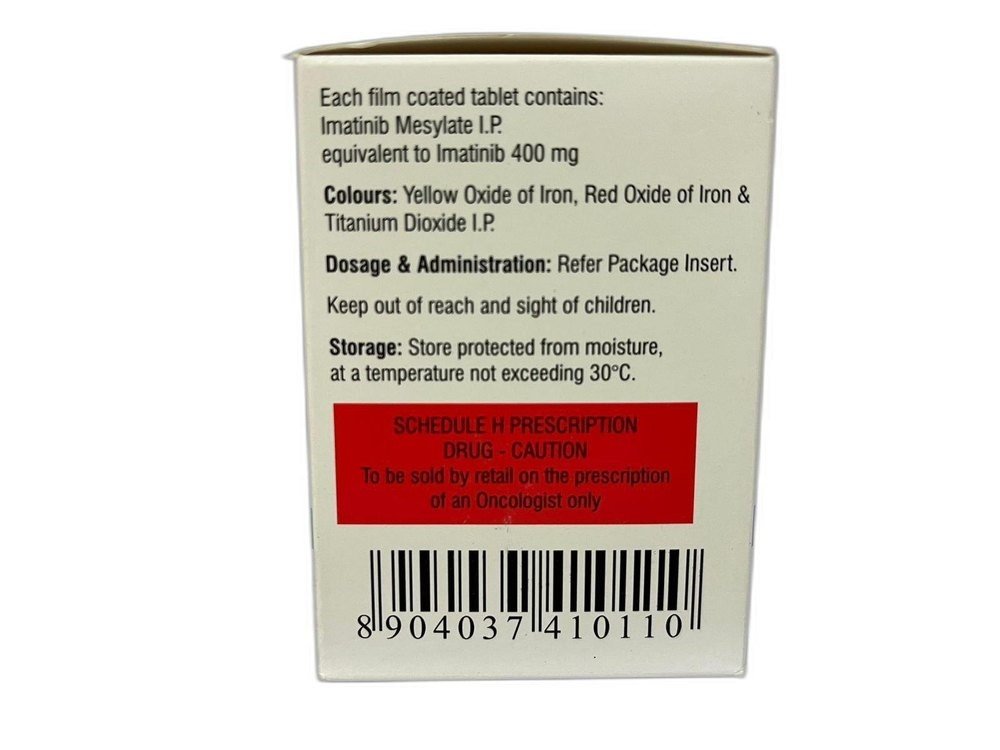 Each film coated tablet contains:
Imatinib Mesylate I.P.
equivalent to Imatinib 400 mg
Colours: Yellow Oxide of Iron, Red Oxide of Iron &
Titanium Dioxide I.P.
Dosage & Administration: Refer Package Insert.
Keep out of reach and sight of children.
Storage: Store protected from moisture,
at a temperature not exceeding 30°C.
SCHEDULE H PRESCRIPTION
DRUG - CAUTION
To be sold by retail on the prescription
of an Oncologist only
8 904037 410110